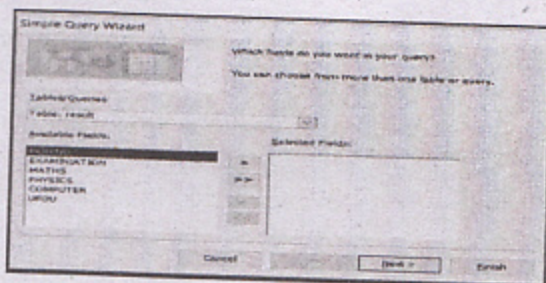 Simple Query Wizard
Which fields do you want in your query?
You can choose from more than one table or query.
Tables/Queries
Table: result
Available Fields:
Selected Fields:
EXAMINATION
MATHS
PHYSICS
COMPUTER
URDU
>
>>
Cancel
Next >
Finish